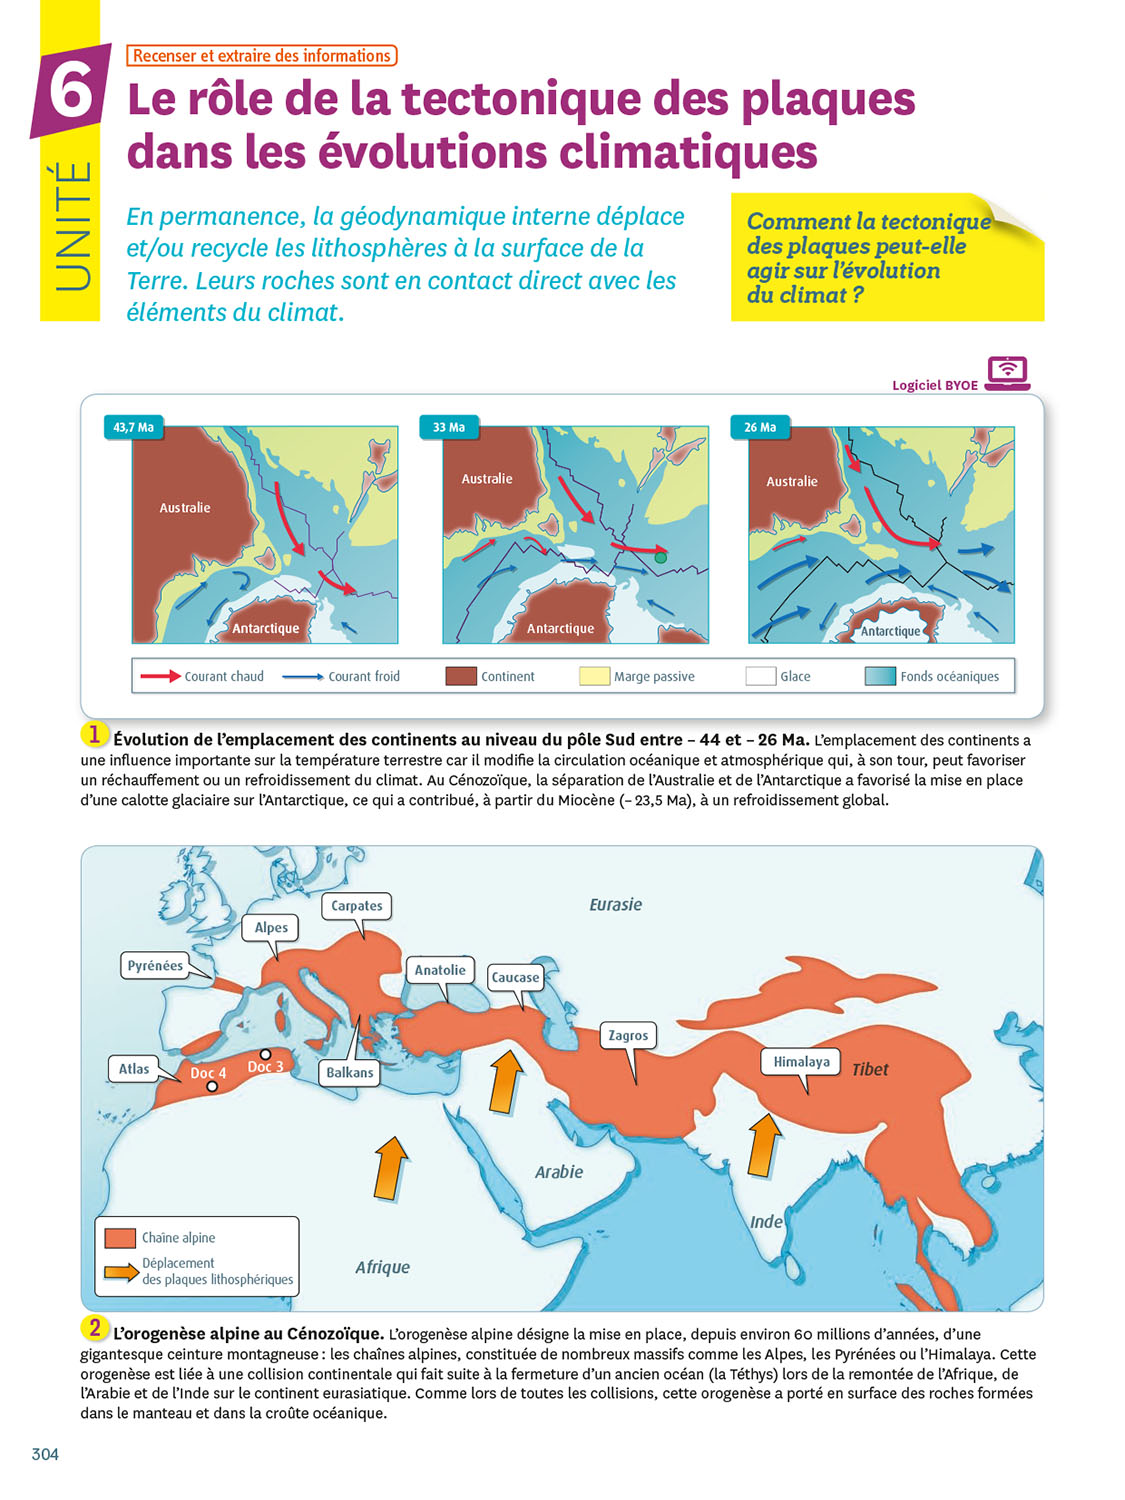 6
UNITÉ
Recenser et extraire des informations
Le rôle de la tectonique des plaques
dans les évolutions climatiques
En permanence, la géodynamique interne déplace
et/ou recycle les lithosphères à la surface de la
Terre. Leurs roches sont en contact direct avec les
éléments du climat.
Comment la tectonique
des plaques peut-elle
agir sur l'évolution
du climat ?
Logiciel BYOE
43,7 Ma
Australie
Antarctique
33 Ma
Australie
Antarctique
26 Ma
Australie
Antarctique
Courant chaud
Courant froid
Continent
Marge passive
Glace
Fonds océaniques
1 Évolution de l'emplacement des continents au niveau du pôle Sud entre – 44 et – 26 Ma. L'emplacement des continents a
une influence importante sur la température terrestre car il modifie la circulation océanique et atmosphérique qui, à son tour, peut favoriser
un réchauffement ou un refroidissement du climat. Au Cénozoïque, la séparation de l'Australie et de l'Antarctique a favorisé la mise en place
d'une calotte glaciaire sur l'Antarctique, ce qui a contribué, à partir du Miocène (– 23,5 Ma), à un refroidissement global.
Eurasie
Carpates
Alpes
Pyrénées
Anatolie
Caucase
Zagros
Himalaya
Tibet
Atlas
Doc 4
Doc 3
Balkans
Arabie
Inde
Afrique
Chaîne alpine
Déplacement
des plaques lithosphériques
2 L'orogenèse alpine au Cénozoïque. L'orogenèse alpine désigne la mise en place, depuis environ 60 millions d'années, d'une
gigantesque ceinture montagneuse : les chaînes alpines, constituée de nombreux massifs comme les Alpes, les Pyrénées ou l'Himalaya. Cette
orogenèse est liée à une collision continentale qui fait suite à la fermeture d'un ancien océan (la Téthys) lors de la remontée de l'Afrique, de
l'Arabie et de l'Inde sur le continent eurasiatique. Comme lors de toutes les collisions, cette orogenèse a porté en surface des roches formées
dans le manteau et dans la croûte océanique.
304